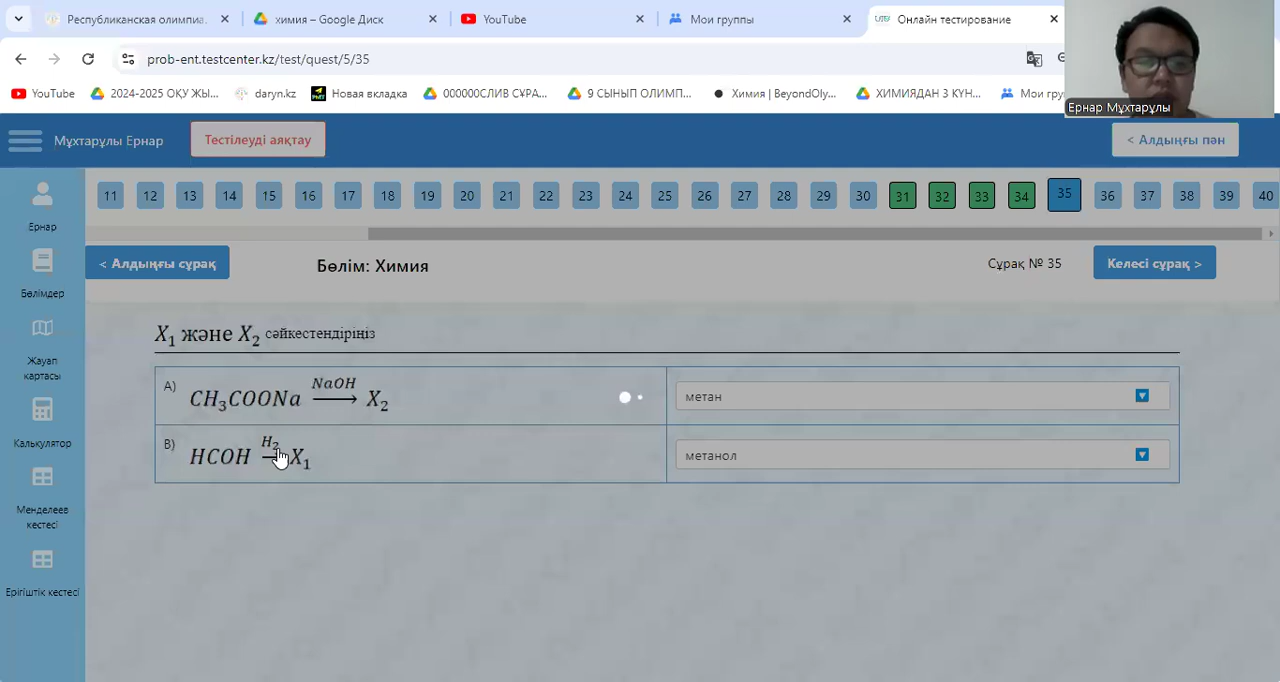 Республиканская олимпиа.
химия – Google Диск
YouTube
Мои группы
Онлайн тестирование
prob-ent.testcenter.kz/test/quest/5/35
YouTube
2024-2025 ОҚУ ЖЫ...
daryn.kz
Новая вкладка
000000СЛИВ СҰРА...
9 СЫНЫП ОЛИМП...
Химия | BeyondOly...
ХИМИЯДАН 3 КҮН...
Мои гру
Ернар Мұхтарұлы
Мұхтарұлы Ернар
Тестілеуді аяқтау
< Алдыңғы пән
11 12 13 14 15 16 17 18 19 20 21 22 23 24 25 26 27 28 29 30 31 32 33 34 35 36 37 38 39 40
Ернар
Бөлімдер
Жауап
картасы
Калькулятор
Менделеев
кестесі
Ерігіштік кестесі
< Алдыңғы сұрақ
Бөлім: Химия
Сұрақ № 35
Келесі сұрақ >
X₁ және X₂ сәйкестендіріңіз
A) CH₃COONa NaOH → X₂
метан
B) HCOH H₂ → X₁
метанол